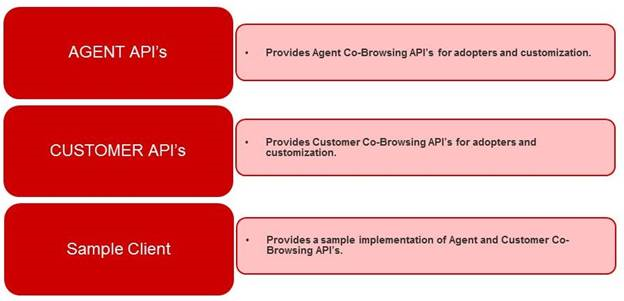 AGENT API's
• Provides Agent Co-Browsing API's for adopters and customization.
CUSTOMER API's
• Provides Customer Co-Browsing API's for adopters and
customization.
Sample Client
• Provides a sample implementation of Agent and Customer Co-
Browsing API's.